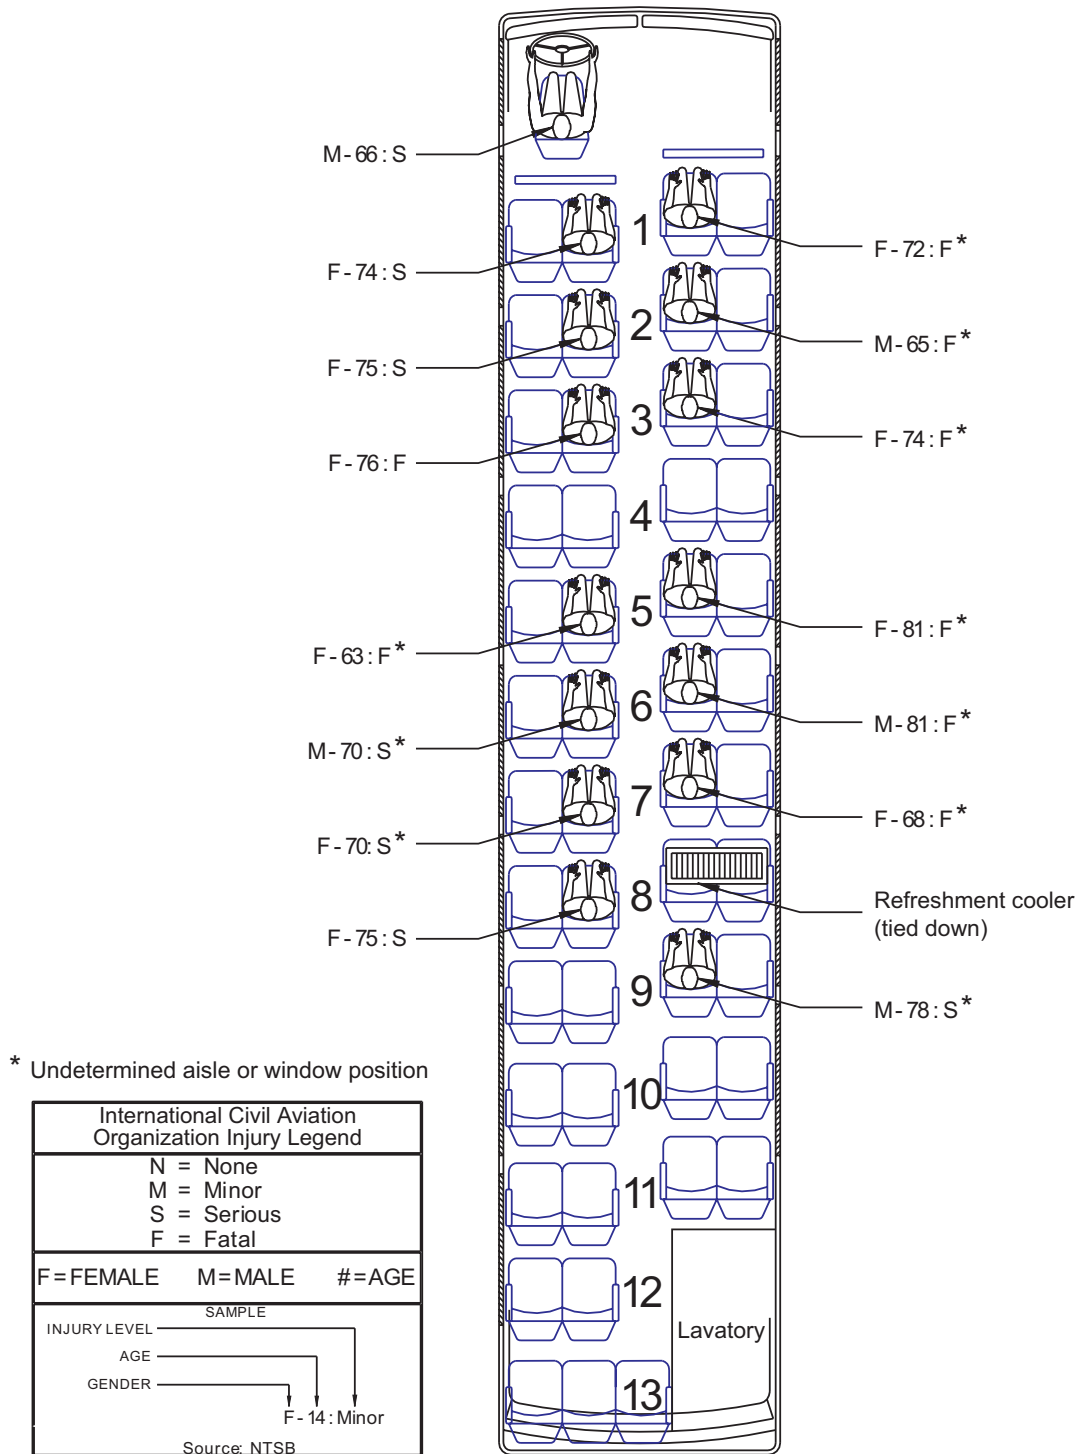 M-66: S
F-74: S
1
F-72: F*
F-75: S
2
M-65: F*
F-76: F
3
F-74: F*
4
F-63: F*
5
F-81: F*
M-70: S*
6
M-81: F*
F-70: S*
7
F-68: F*
F-75: S
8
Refreshment cooler
(tied down)
9
M-78: S*
10
11
12
13
Lavatory
* Undetermined aisle or window position
International Civil Aviation
Organization Injury Legend
N = None
M = Minor
S = Serious
F = Fatal
F=FEMALE M=MALE #=AGE
SAMPLE
INJURY LEVEL
AGE
GENDER
F-14: Minor
Source: NTSB